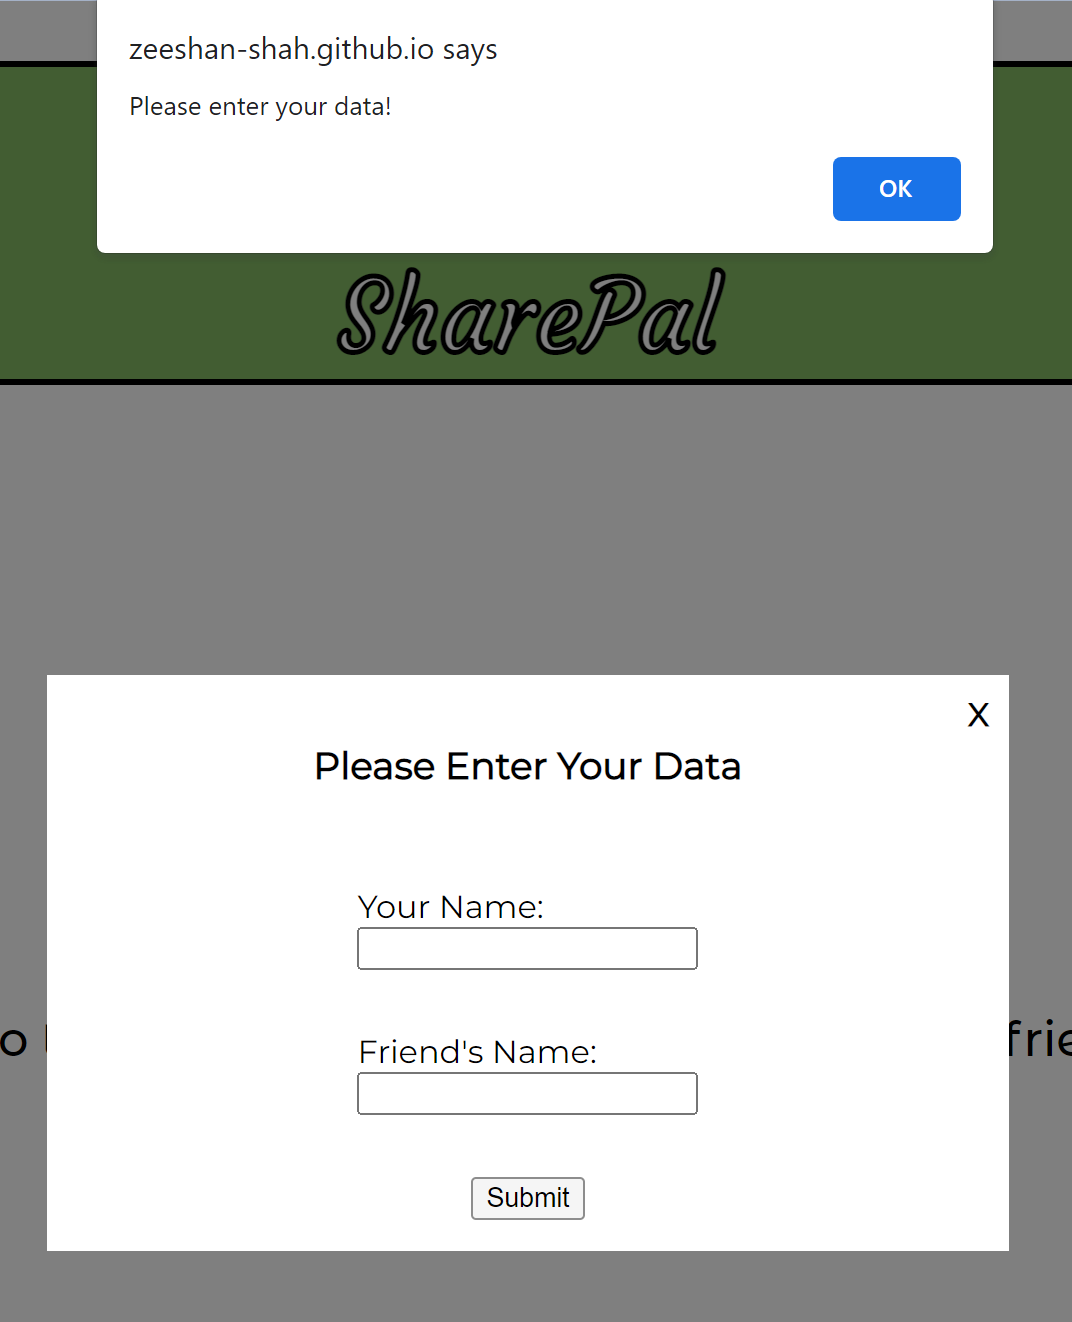 zeeshan-shah.github.io says
Please enter your data!
OK
SharePal
X
Please Enter Your Data
Your Name:
o frie
Friend's Name:
Submit